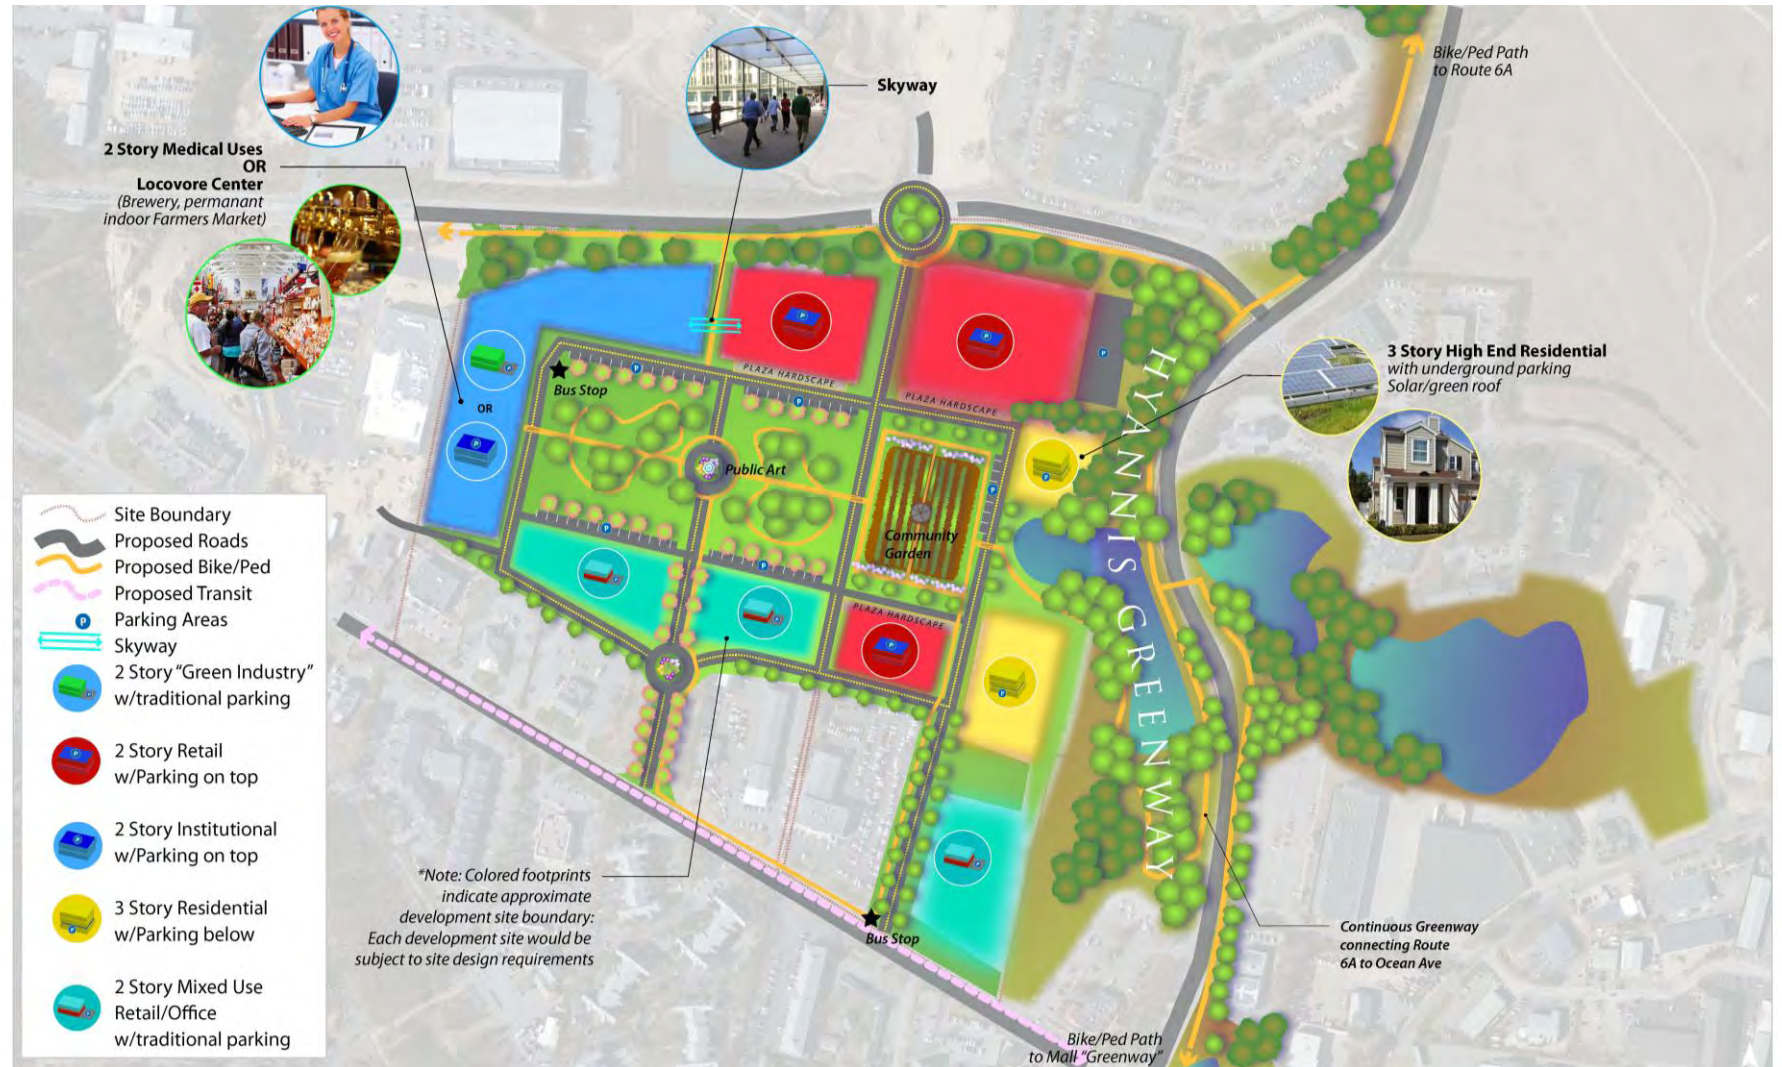 Bike/Ped Path
to Route 6A
Skyway
2 Story Medical Uses
OR
Locovore Center
(Brewery, permanant
indoor Farmers Market)
P
P
PLAZA HARDSCAPE
PLAZA HARDSCAPE
P
3 Story High End Residential
with underground parking
Solar/green roof
P
P
Bus Stop
OR
Public Art
P
P
Community
Garden
P
P
HYANNIS GREENWAY
PLAZA HARDSCAPE
P
Site Boundary
Proposed Roads
Proposed Bike/Ped
Proposed Transit
P
Parking Areas
Skyway
2 Story “Green Industry”
w/traditional parking
2 Story Retail
w/Parking on top
2 Story Institutional
w/Parking on top
3 Story Residential
w/Parking below
2 Story Mixed Use
Retail/Office
w/traditional parking
*Note: Colored footprints
indicate approximate
development site boundary:
Each development site would be
subject to site design requirements
Bus Stop
Continuous Greenway
connecting Route
6A to Ocean Ave
Bike/Ped Path
to Mall “Greenway”